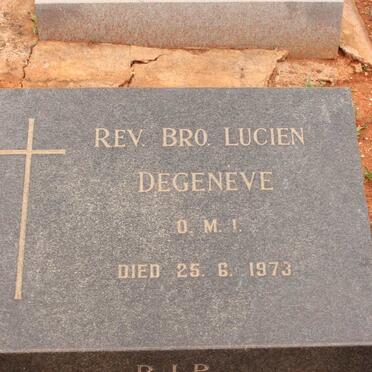 REV. BRO. LUCIEN
DEGENEVE
O. M. I.
DIED 25. 6. 1973
R.I.P.